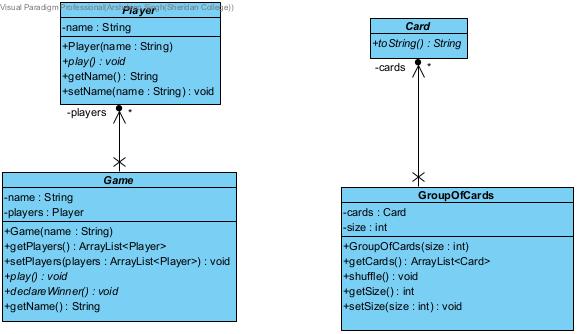 Visual Paradigm Professional(Arshdeep Singh(Sheridan College))
Player
-name : String
+Player(name : String)
+play() : void
+getName() : String
+setName(name : String) : void
-players
*
Game
-name : String
-players : Player
+Game(name : String)
+getPlayers() : ArrayList<Player>
+setPlayers(players : ArrayList<Player>) : void
+play() : void
+declareWinner() : void
+getName() : String
Card
+toString() : String
-cards
*
GroupOfCards
-cards : Card
-size : int
+GroupOfCards(size : int)
+getCards() : ArrayList<Card>
+shuffle() : void
+getSize() : int
+setSize(size : int) : void